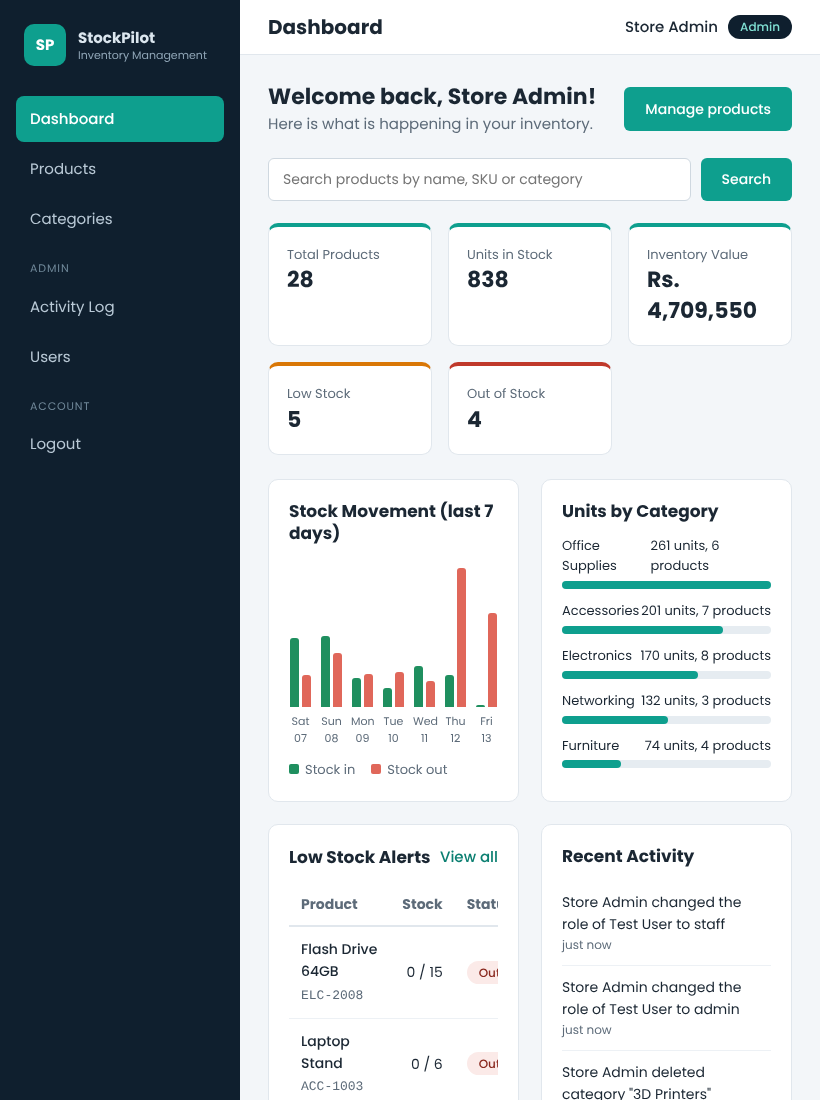 SP
StockPilot
Inventory Management
Dashboard
Products
Categories
ADMIN
Activity Log
Users
ACCOUNT
Logout
Dashboard
Store Admin
Admin
Welcome back, Store Admin!
Here is what is happening in your inventory.
Manage products
Search products by name, SKU or category
Search
Total Products
28
Units in Stock
838
Inventory Value
Rs.
4,709,550
Low Stock
5
Out of Stock
4
Stock Movement (last 7
days)
Sat Sun Mon Tue Wed Thu Fri
07 08 09 10 11 12 13
Stock in
Stock out
Units by Category
Office 261 units, 6
Supplies products
Accessories 201 units, 7 products
Electronics 170 units, 8 products
Networking 132 units, 3 products
Furniture 74 units, 4 products
Low Stock Alerts View all
Product Stock
Flash Drive
64GB
0 / 15 Out
ELC-2008
Laptop
Stand
0 / 6 Out
ACC-1003
Recent Activity
Store Admin changed the
role of Test User to staff
just now
Store Admin changed the
role of Test User to admin
just now
Store Admin deleted
category "3D Printers"